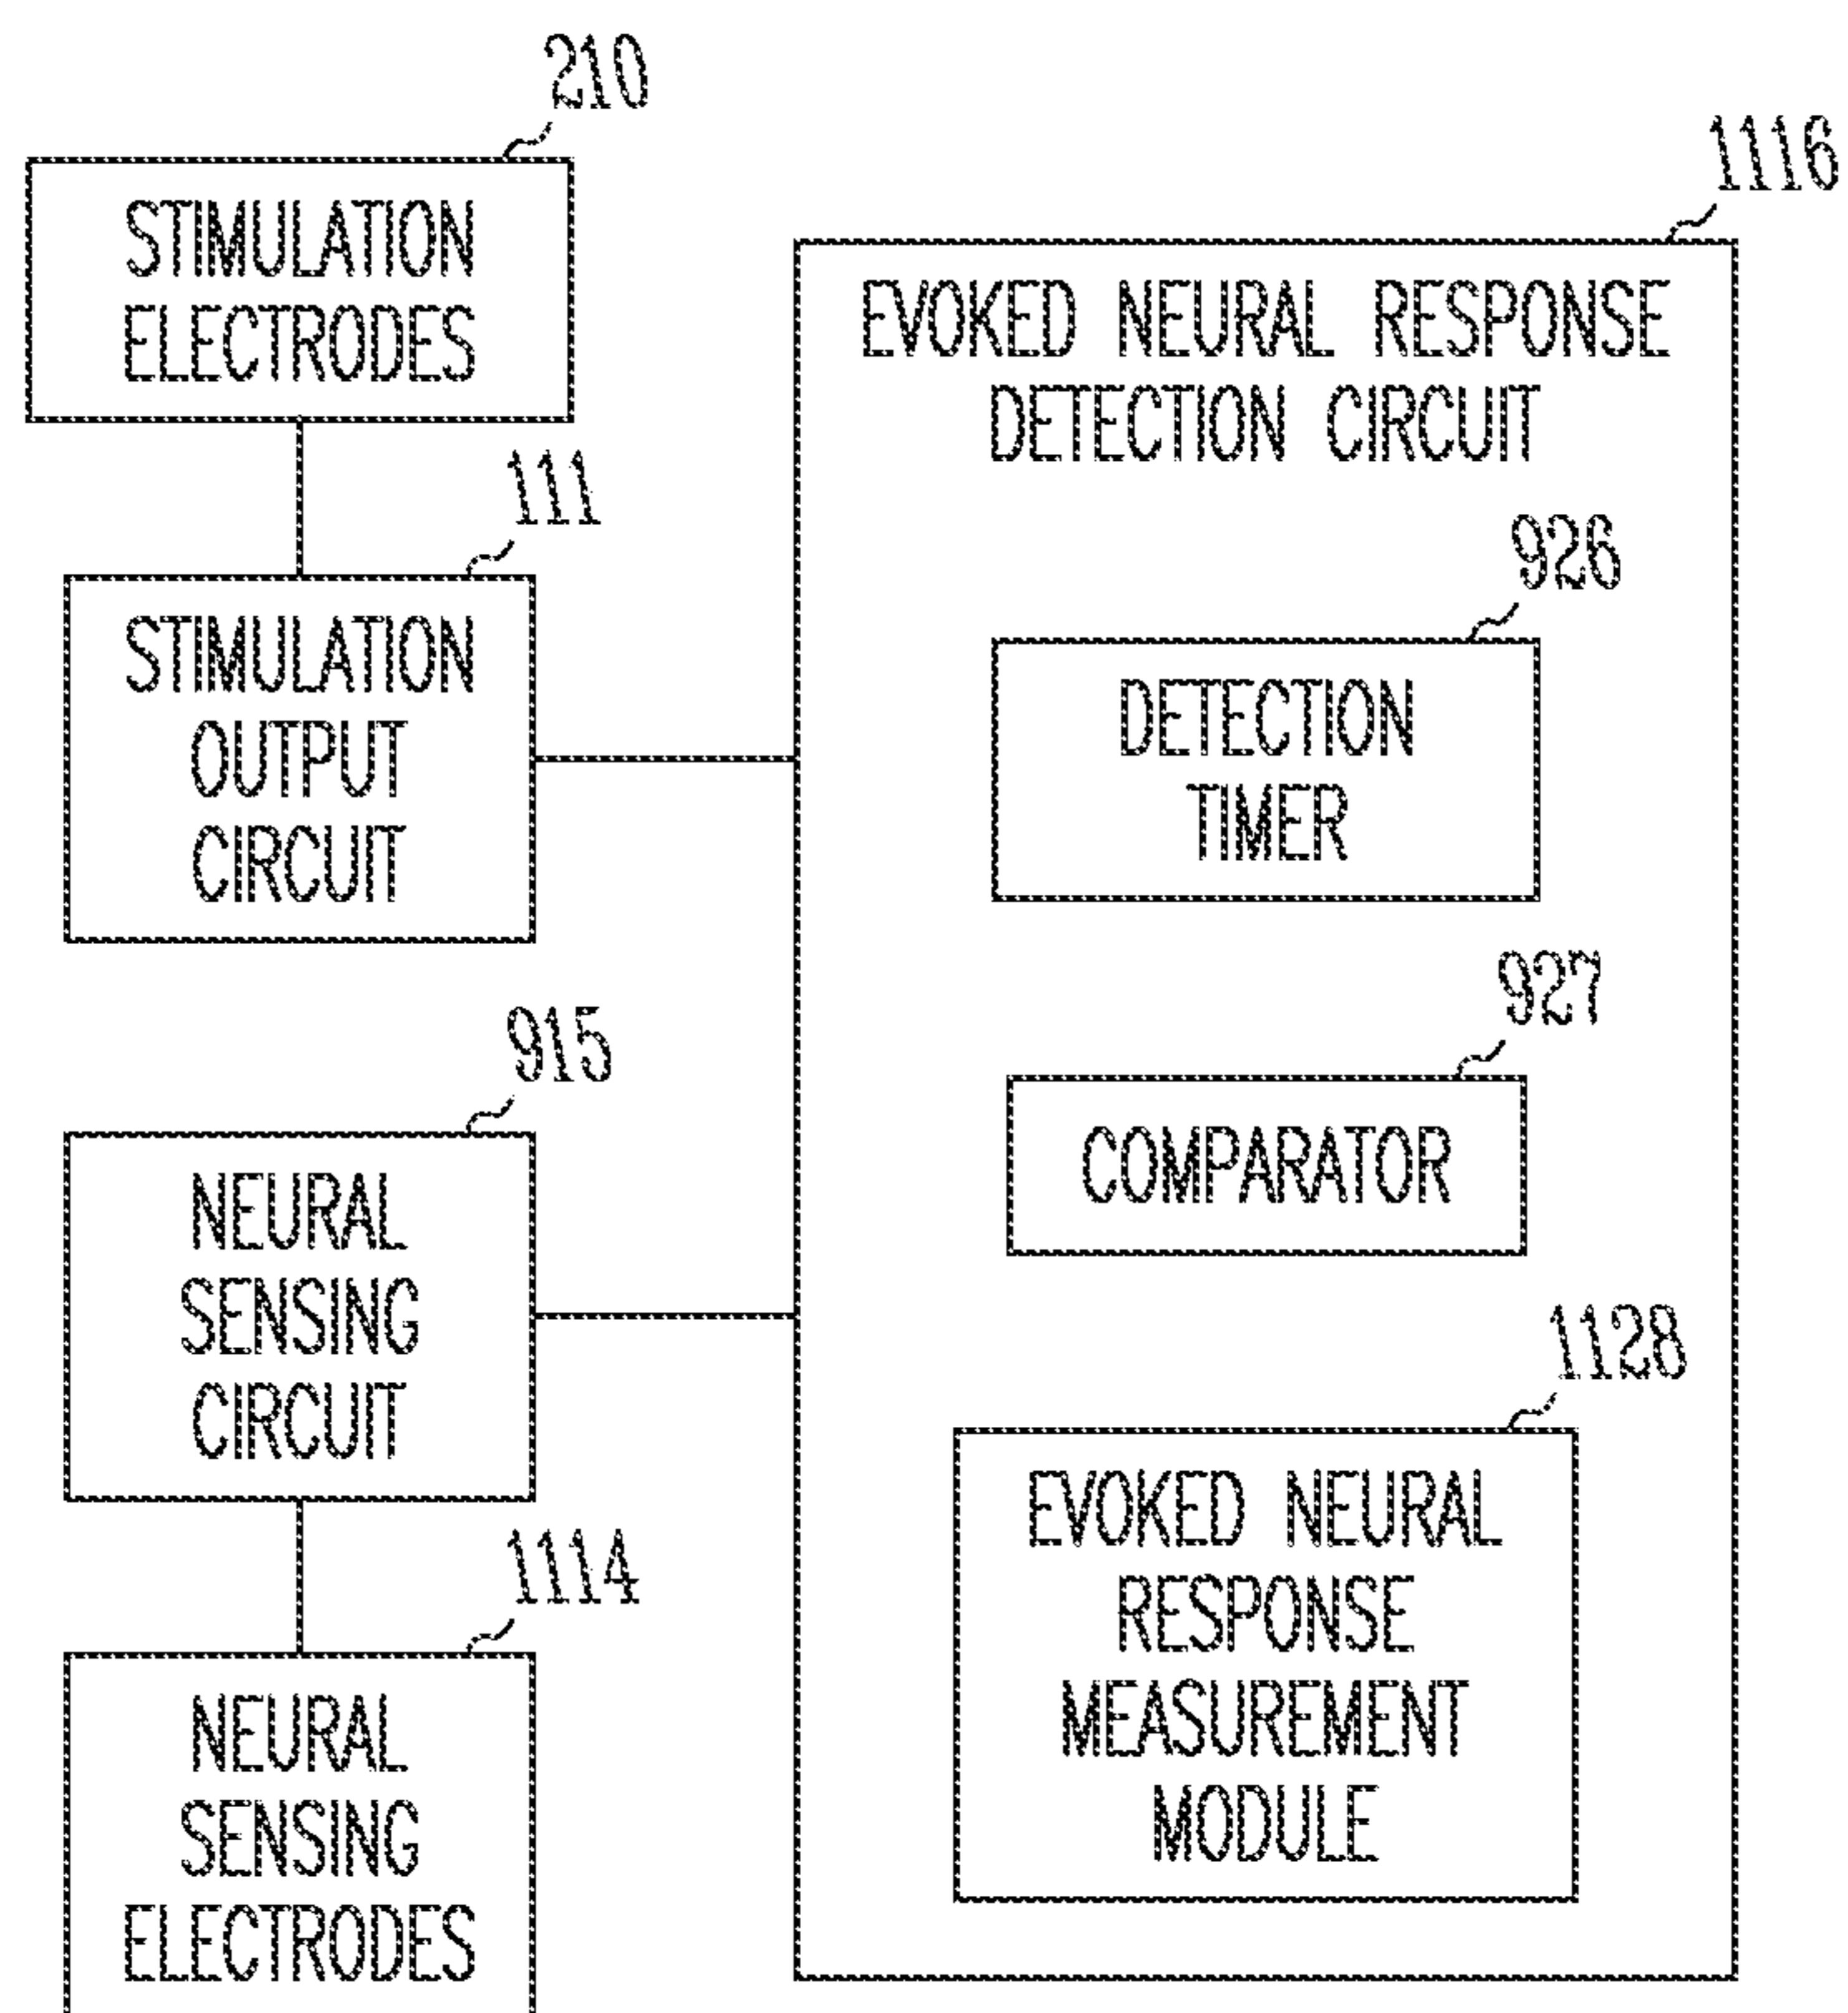 210
STIMULATION
ELECTRODES
111
STIMULATION
OUTPUT
CIRCUIT
915
NEURAL
SENSING
CIRCUIT
1114
NEURAL
SENSING
ELECTRODES
1116
EVOKED NEURAL RESPONSE
DETECTION CIRCUIT
926
DETECTION
TIMER
927
COMPARATOR
1128
EVOKED NEURAL
RESPONSE
MEASUREMENT
MODULE